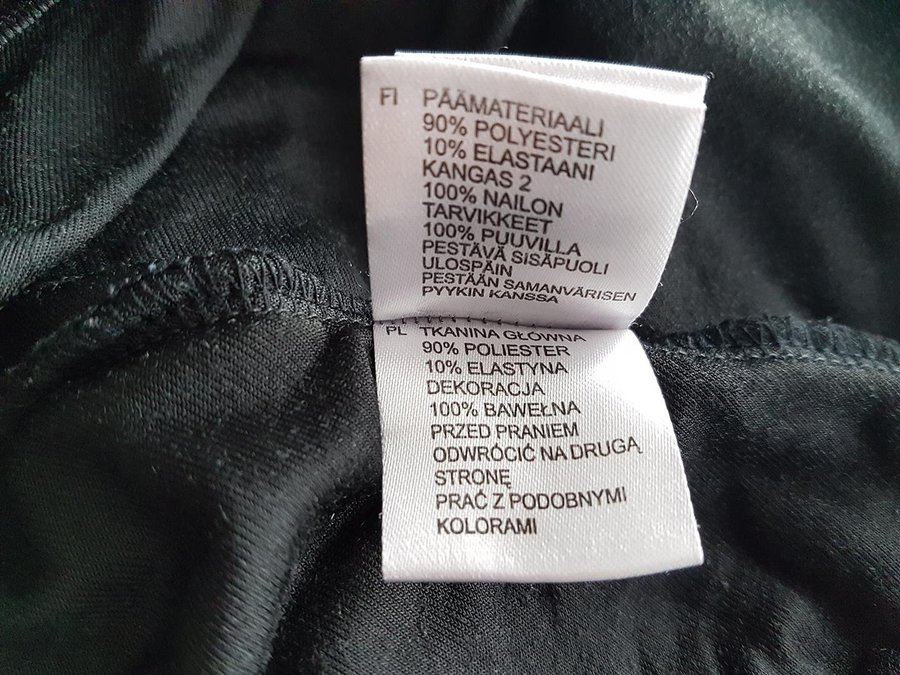 FI PÄÄMATERIAALI
90% POLYESTERI
10% ELASTAANI
KANGAS 2
100% NAILON
TARVIKKEET
100% PUUVILLA
PESTÄVÄ SISÄPUOLI
ULOSPÄIN
PESTÄÄN SAMANVÄRISEN
PYYKIN KANSSA
PL TKANINA GŁÓWNA
90% POLIESTER
10% ELASTYNA
DEKORACJA
100% BAWEŁNA
PRZED PRANIEM
ODWRÓCIĆ NA DRUGĄ
STRONĘ
PRAĆ Z PODOBNYMI
KOLORAMI